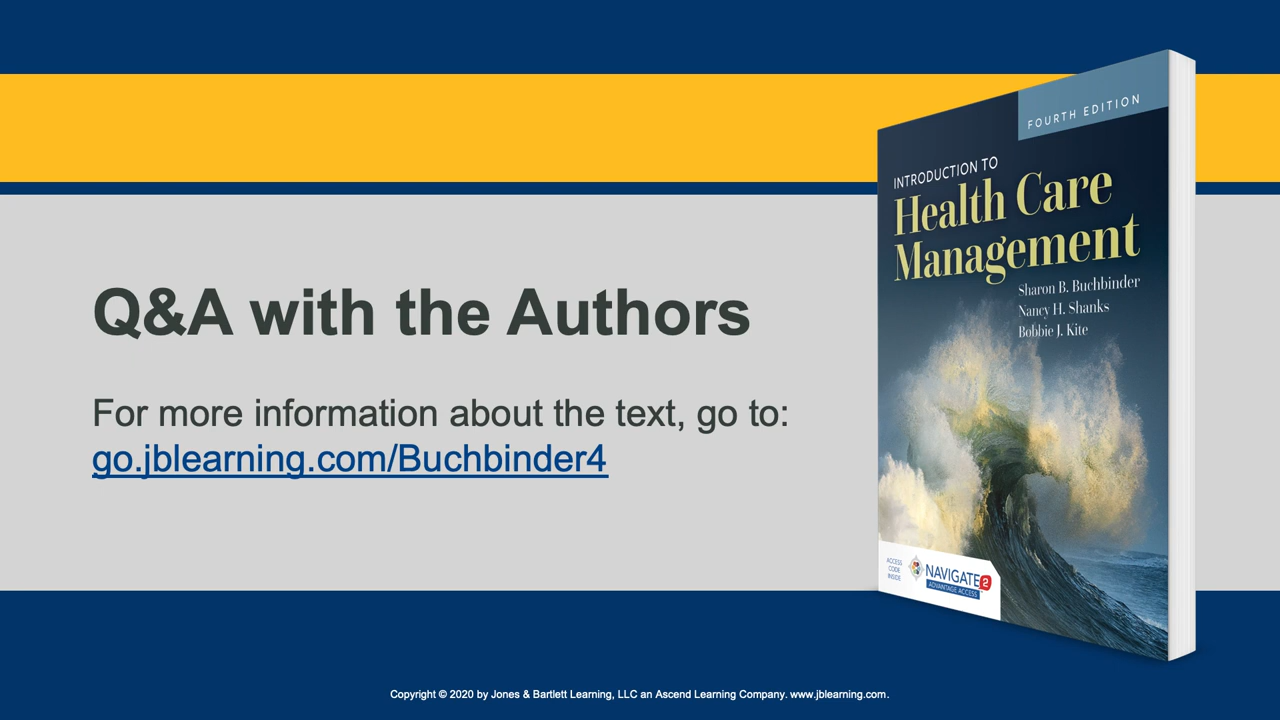 Q&A with the Authors
For more information about the text, go to:
go.jblearning.com/Buchbinder4
FOURTH EDITION
INTRODUCTION TO
Health Care
Management
Sharon B. Buchbinder
Nancy H. Shanks
Bobbie J. Kite
ACCESS
CODE
INSIDE
NAVIGATE 2
ADVANTAGE ACCESS
Copyright © 2020 by Jones & Bartlett Learning, LLC an Ascend Learning Company. www.jblearning.com.